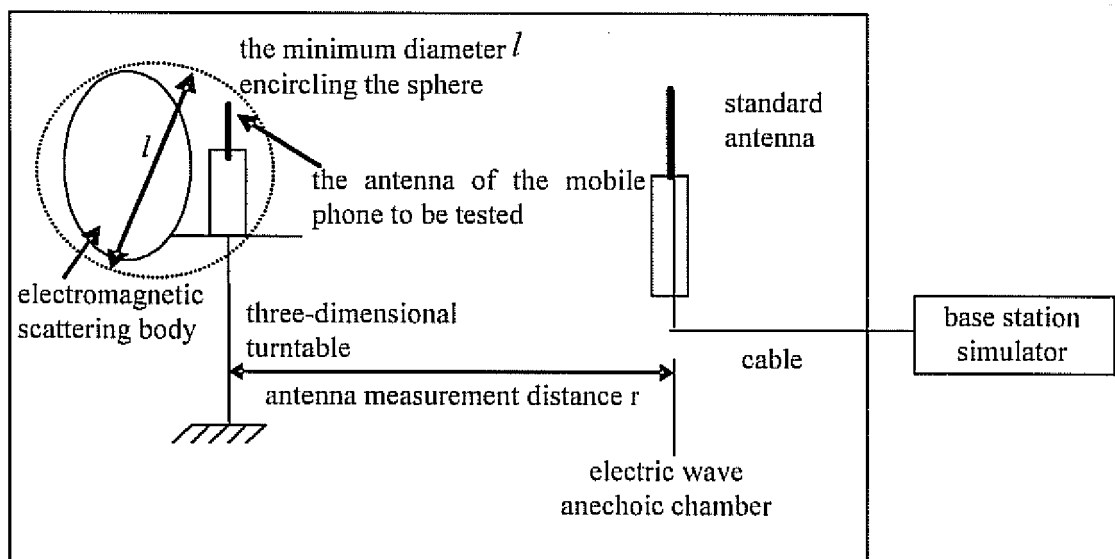 the minimum diameter l
encircling the sphere
standard
antenna
l
the antenna of the mobile
phone to be tested
electromagnetic
scattering body
three-dimensional
turntable
base station
simulator
cable
antenna measurement distance r
electric wave
anechoic chamber